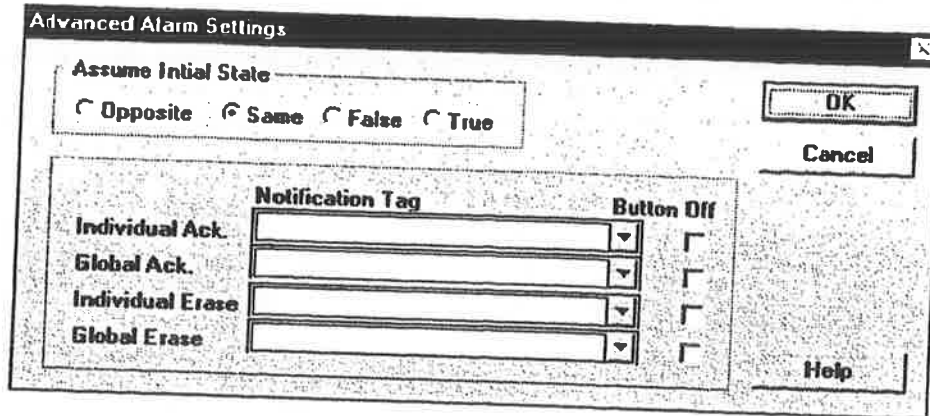 Advanced Alarm Settings
Assume Intial State
Opposite Same False True
OK
Cancel
Notification Tag Button Off
Individual Ack.
Global Ack.
Individual Erase
Global Erase
Help